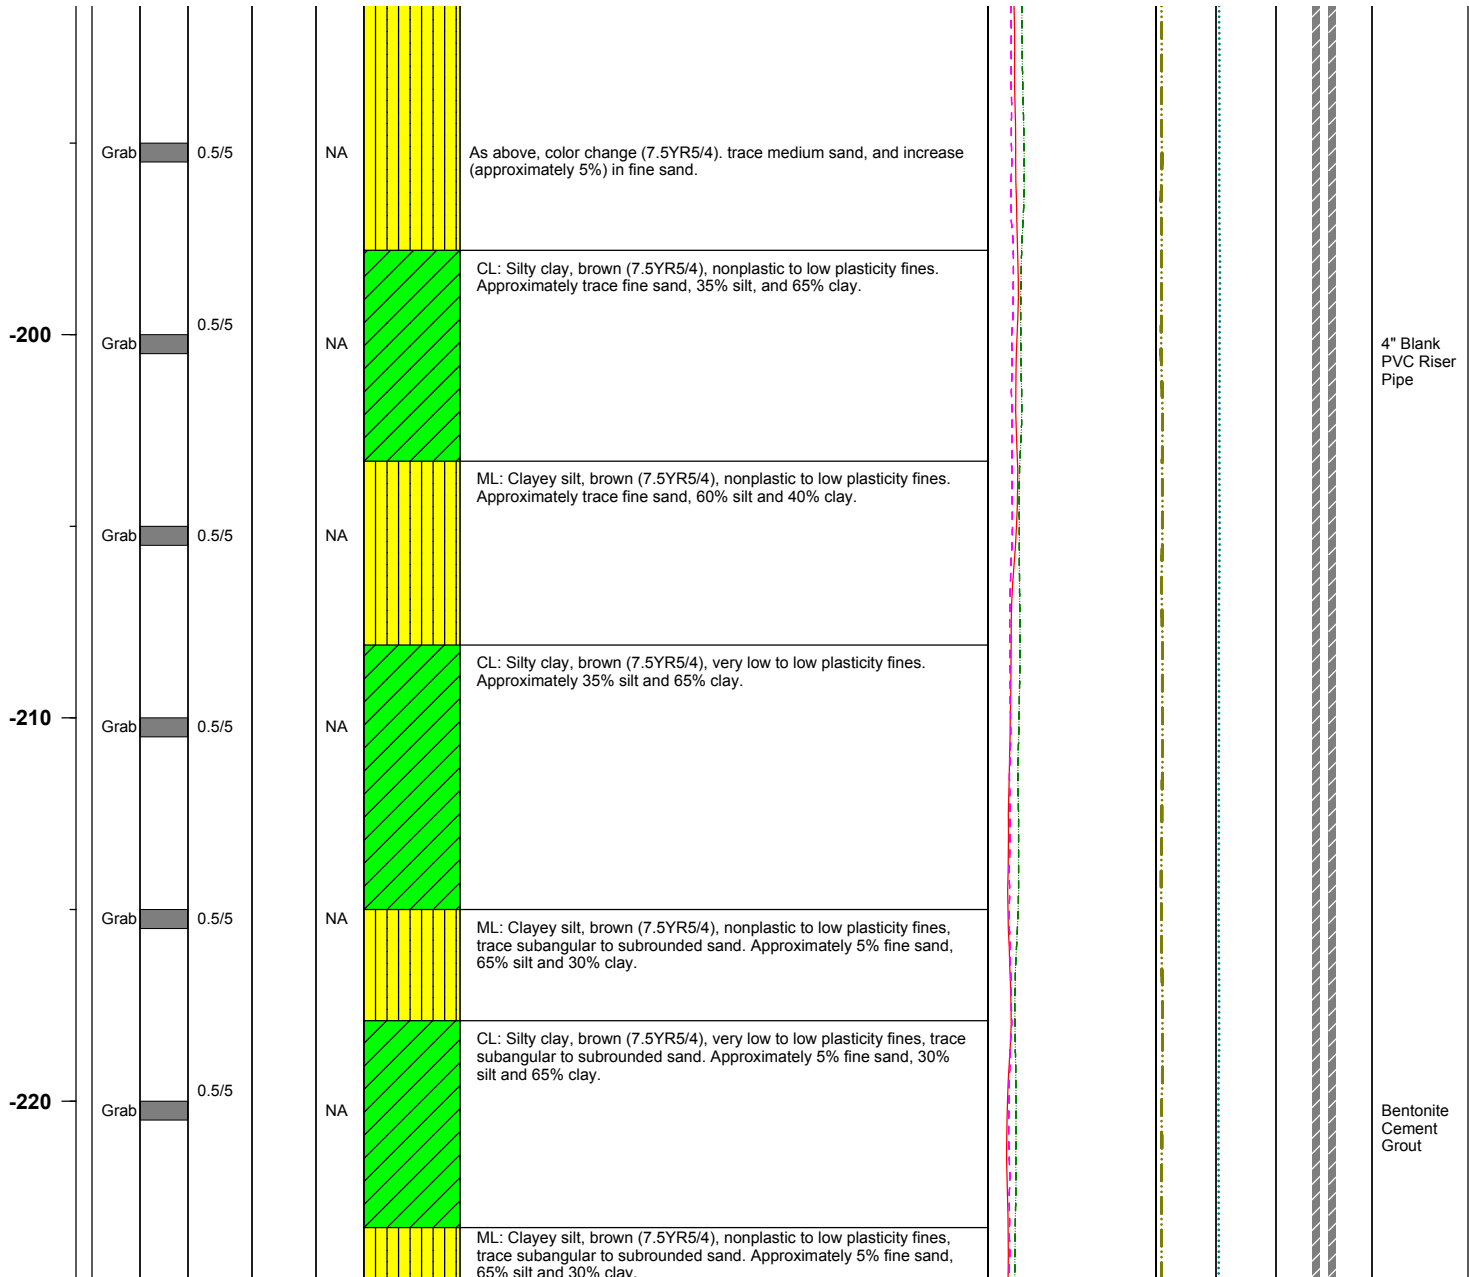 Grab 0.5/5 NA As above, color change (7.5YR5/4). trace medium sand, and increase
(approximately 5%) in fine sand.
CL: Silty clay, brown (7.5YR5/4), nonplastic to low plasticity fines.
Approximately trace fine sand, 35% silt, and 65% clay.
0.5/5
-200 Grab NA 4" Blank
PVC Riser
Pipe
ML: Clayey silt, brown (7.5YR5/4), nonplastic to low plasticity fines.
Approximately trace fine sand, 60% silt and 40% clay.
Grab 0.5/5 NA
CL: Silty clay, brown (7.5YR5/4), very low to low plasticity fines.
Approximately 35% silt and 65% clay.
-210 Grab 0.5/5 NA
Grab 0.5/5 NA
ML: Clayey silt, brown (7.5YR5/4), nonplastic to low plasticity fines,
trace subangular to subrounded sand. Approximately 5% fine sand,
65% silt and 30% clay.
CL: Silty clay, brown (7.5YR5/4), very low to low plasticity fines, trace
subangular to subrounded sand. Approximately 5% fine sand, 30%
silt and 65% clay.
0.5/5
-220 Grab NA Bentonite
Cement
Grout
ML: Clayey silt, brown (7.5YR5/4), nonplastic to low plasticity fines,
trace subangular to subrounded sand. Approximately 5% fine sand,
65% silt and 30% clay.